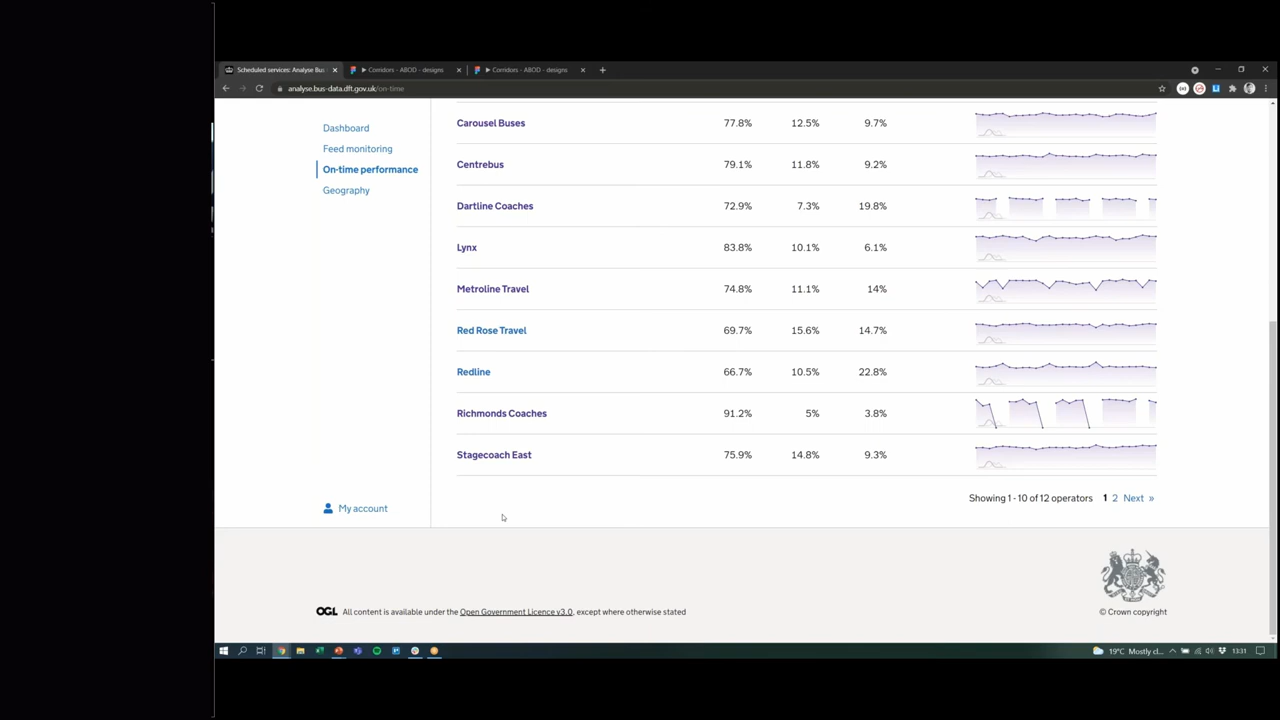 Scheduled services: Analyse Bus
Corridors - ABOD - designs
Corridors - ABOD - designs
analyse.bus-data.dft.gov.uk/on-time
Dashboard
Feed monitoring
On-time performance
Geography
My account
Carousel Buses 77.8% 12.5% 9.7%
Centrebus 79.1% 11.8% 9.2%
Dartline Coaches 72.9% 7.3% 19.8%
Lynx 83.8% 10.1% 6.1%
Metroline Travel 74.8% 11.1% 14%
Red Rose Travel 69.7% 15.6% 14.7%
Redline 66.7% 10.5% 22.8%
Richmonds Coaches 91.2% 5% 3.8%
Stagecoach East 75.9% 14.8% 9.3%
Showing 1 - 10 of 12 operators 1 2 Next »
OGL All content is available under the Open Government Licence v3.0, except where otherwise stated
© Crown copyright
19°C Mostly cl... 13:31